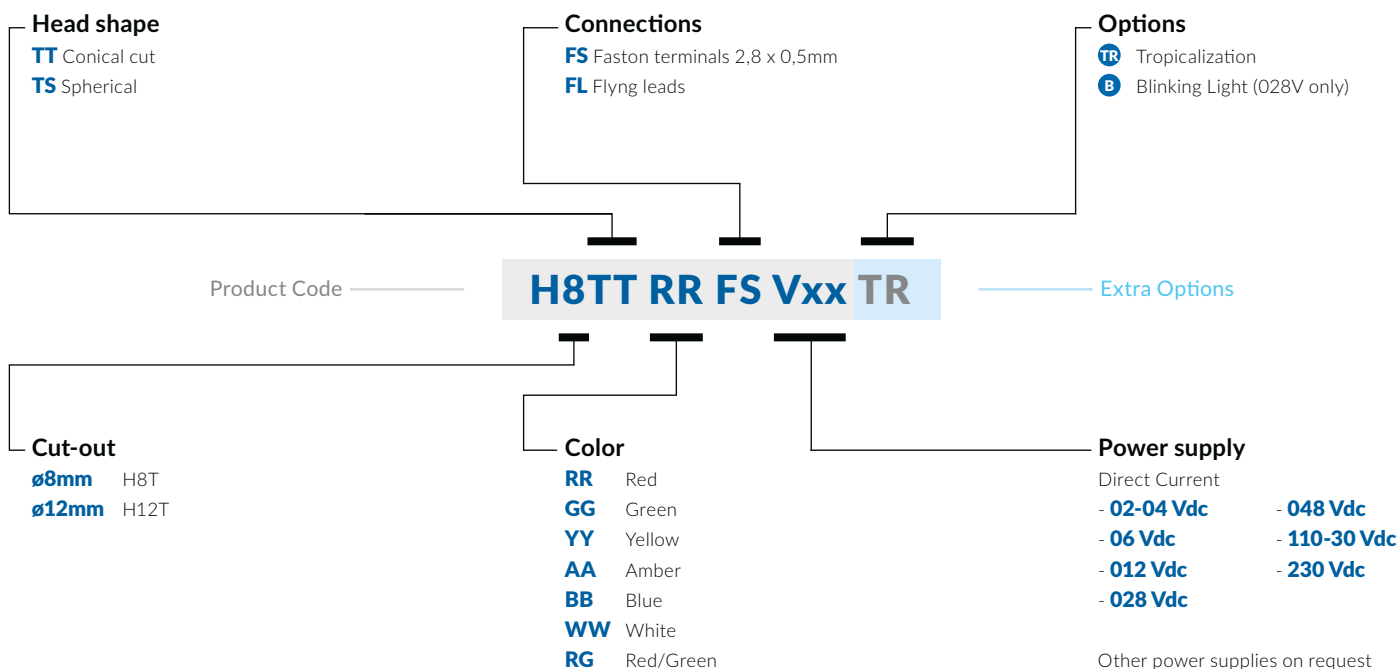 Head shape
TT Conical cut
TS Spherical
Connections
FS Faston terminals 2,8 x 0,5mm
FL Flyng leads
Options
TR Tropicalization
B Blinking Light (028V only)
Product Code
H8TT RR FS Vxx TR
Extra Options
Cut-out
ø8mm H8T
ø12mm H12T
Color
RR Red
GG Green
YY Yellow
AA Amber
BB Blue
WW White
RG Red/Green
Power supply
Direct Current
- 02-04 Vdc - 048 Vdc
- 06 Vdc - 110-30 Vdc
- 012 Vdc - 230 Vdc
- 028 Vdc
Other power supplies on request